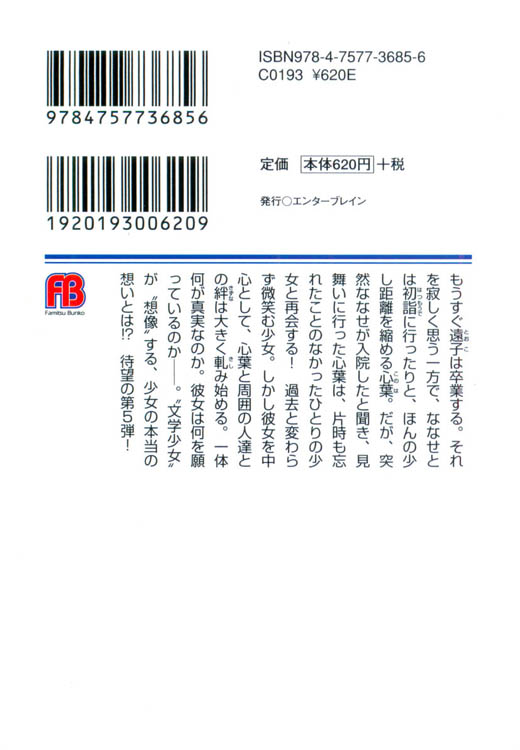 ISBN978-4-7577-3685-6
C0193 ¥620E
9784757736856
定価 本体620円+税
発行○エンターブレイン
1920193006209
FB
Famitsu Bunko
もうすぐ遠子は卒業する。それ
を寂しく思う一方で、ななせと
は初詣に行ったりと、ほんの少
し距離を縮める心葉。だが、突
然ななせが入院したと聞き、見
舞いに行った心葉は、片時も忘
れたことのなかったひとりの少
女と再会する! 過去と変わら
ず微笑む少女。しかし彼女を中
心として、心葉と周囲の人達と
の絆は大きく軋み始める。一体
何が真実なのか。彼女は何を願
っているのか――。〝文学少女〟
が〝想像〟する、少女の本当の
想いとは!? 待望の第5弾!